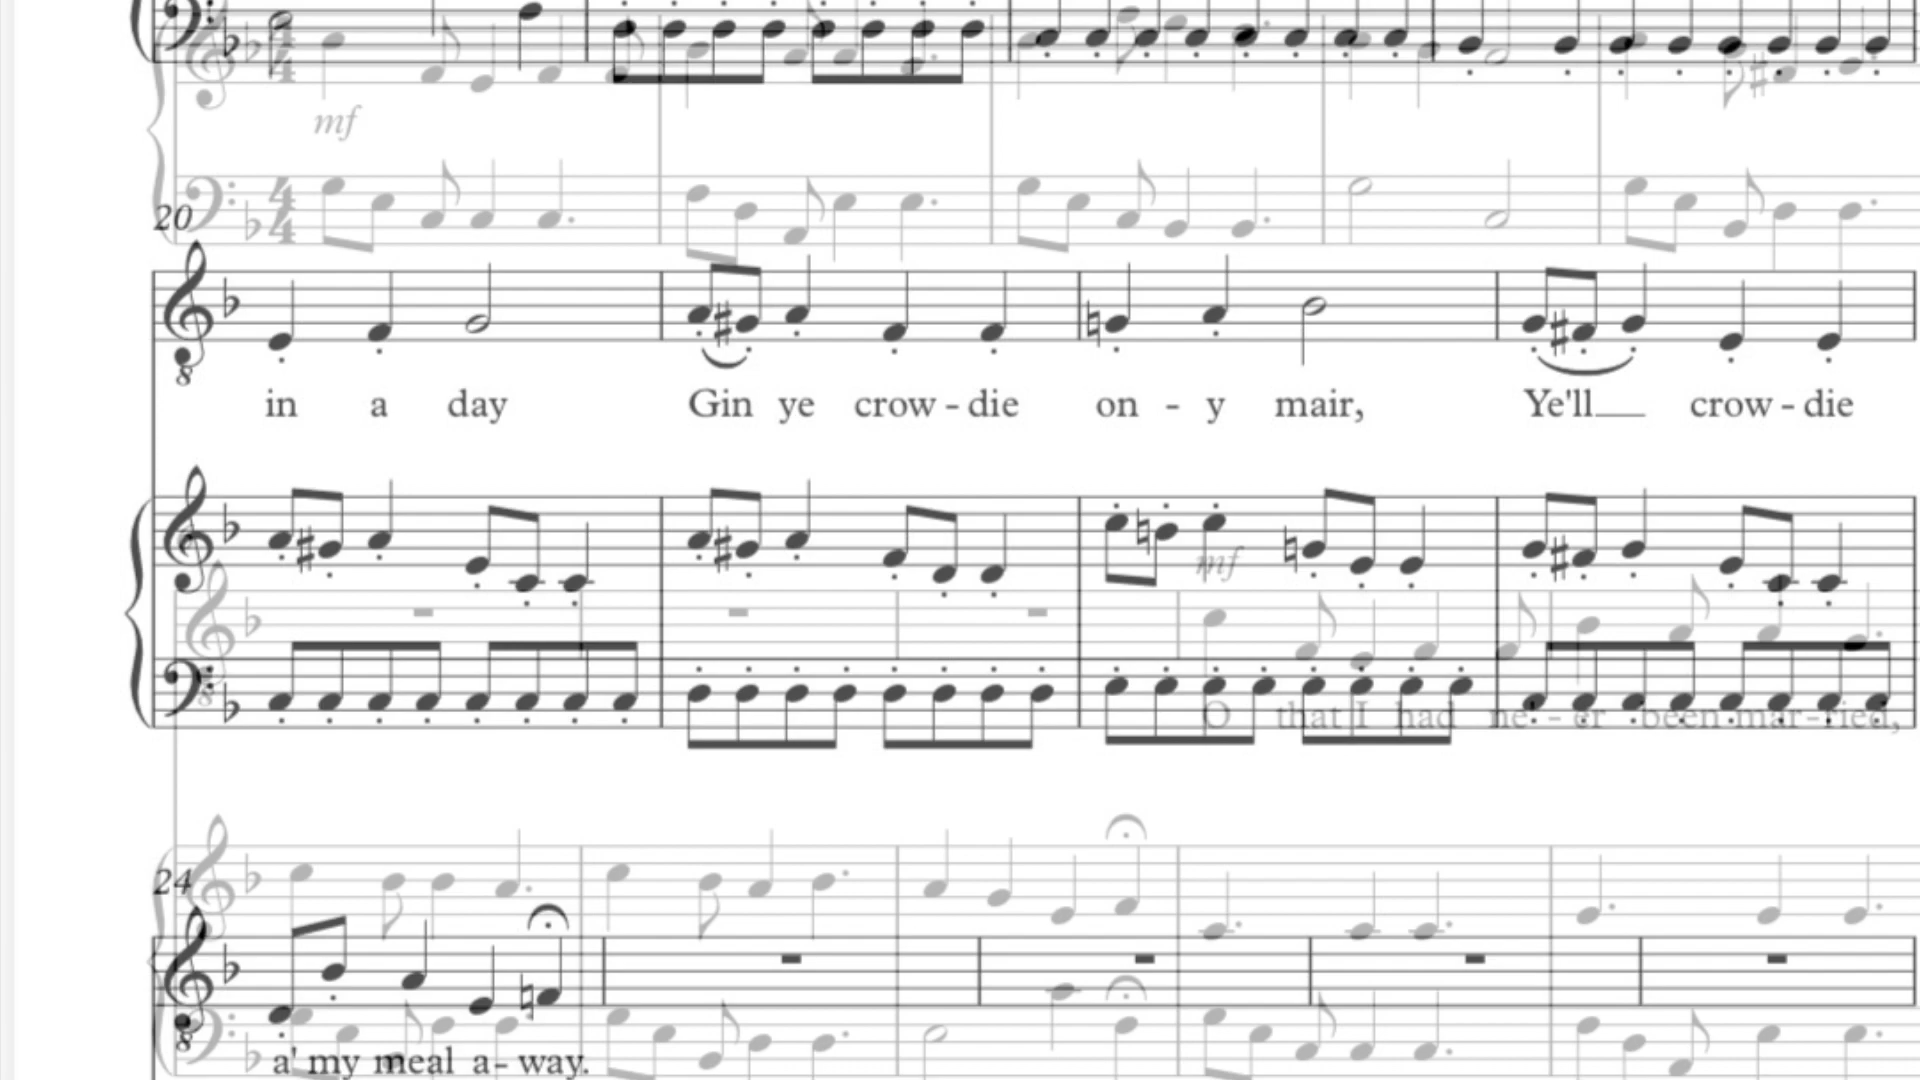 mf
20
in a day Gin ye crow - die on - y mair, Ye'll crow - die
mf
O that I had ne' - er been mar - ried,
24
a' my meal a - way.